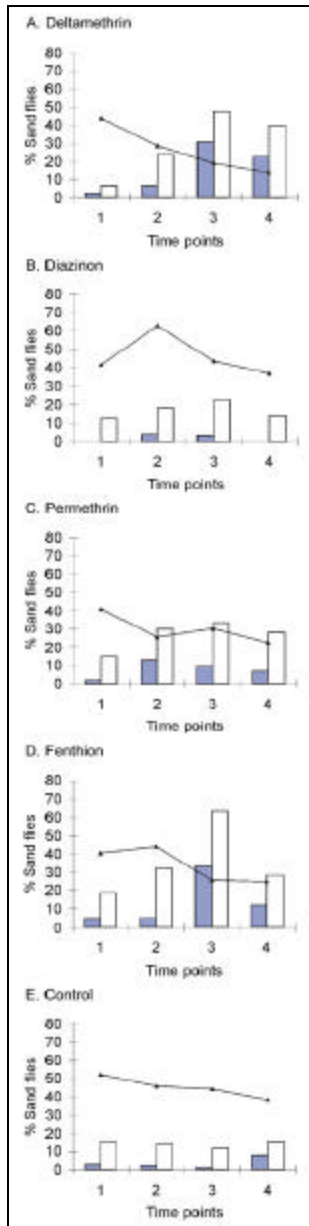 A. Deltamethrin
% Sand flies
80
70
60
50
40
30
20
10
0
1 2 3 4
Time points
B. Diazinon
% Sand flies
80
70
60
50
40
30
20
10
0
1 2 3 4
Time points
C. Permethrin
% Sand flies
80
70
60
50
40
30
20
10
0
1 2 3 4
Time points
D. Fenthion
% Sand flies
80
70
60
50
40
30
20
10
0
1 2 3 4
Time points
E. Control
% Sand flies
80
70
60
50
40
30
20
10
0
1 2 3 4
Time points